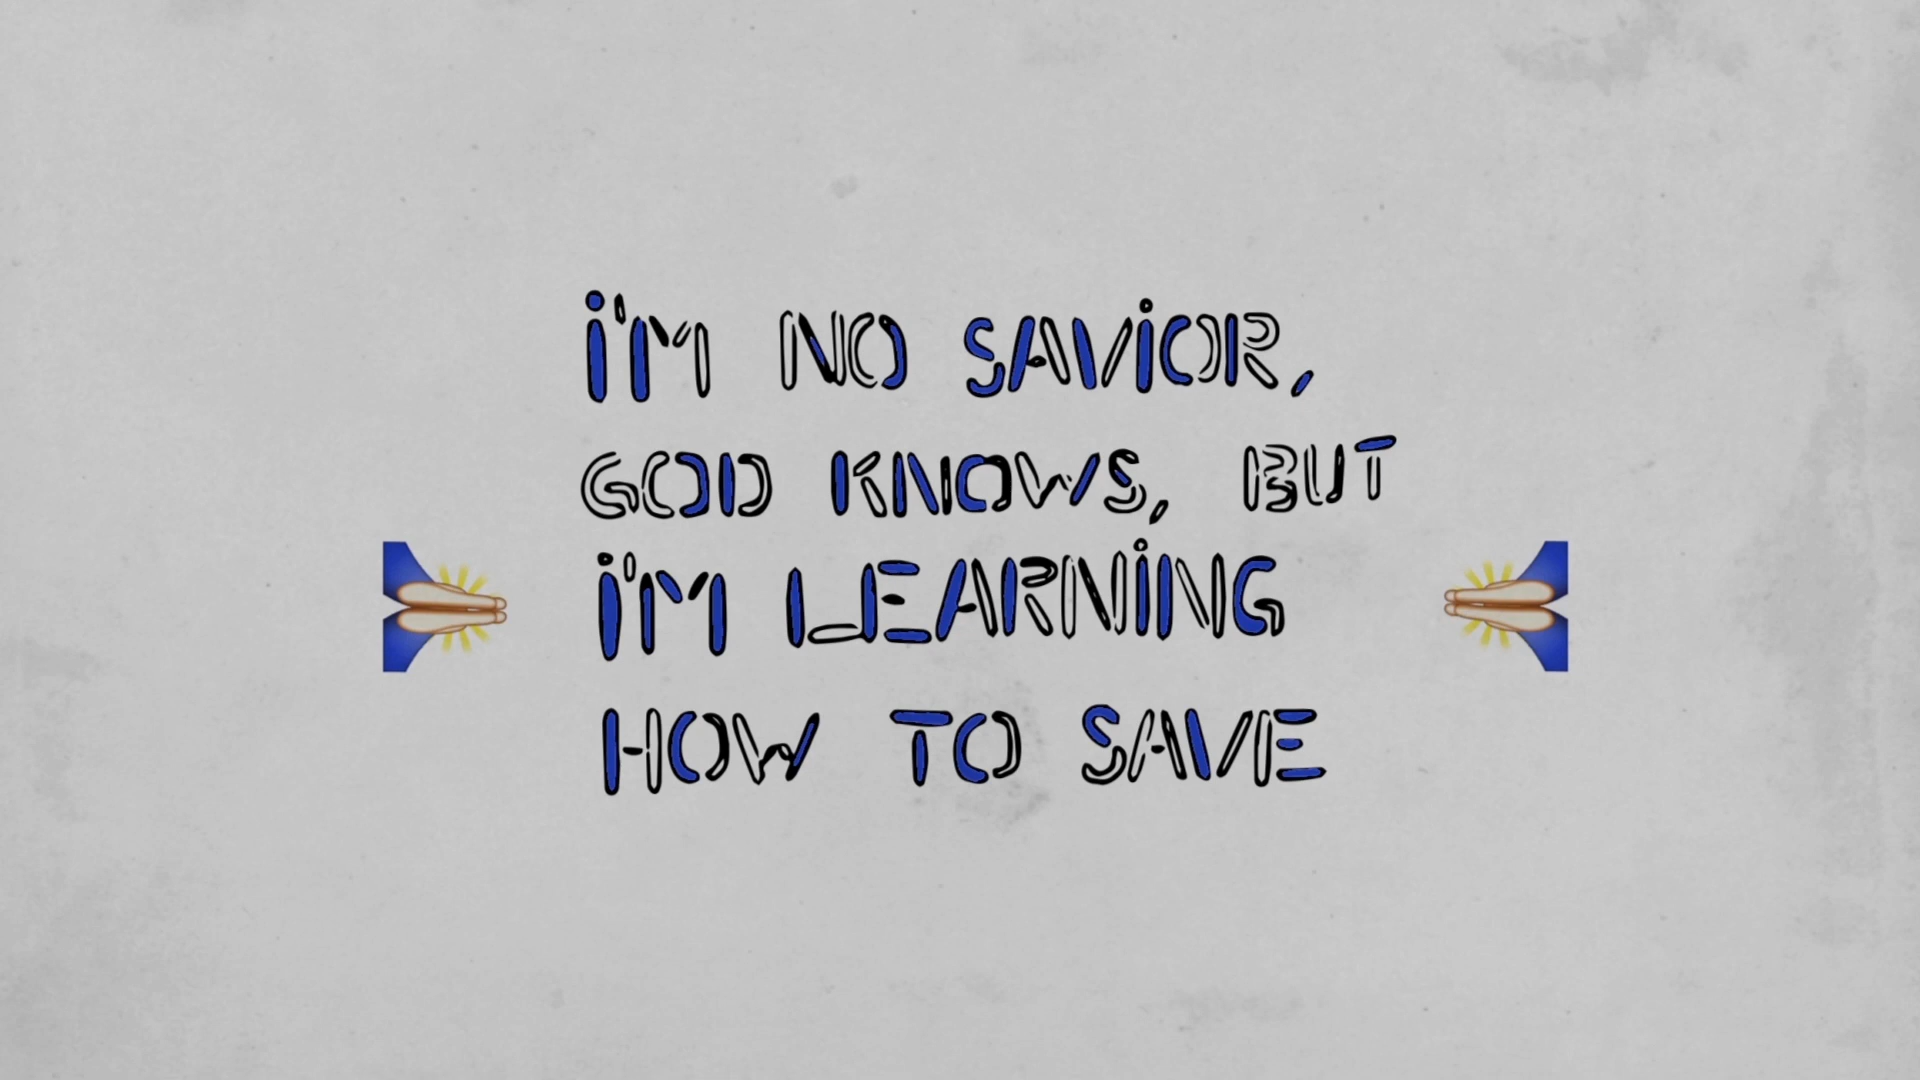 i'M NO SAViOR,
GOD KNOWS, BUT
i'M LEARNiNG
HOW TO SAVE